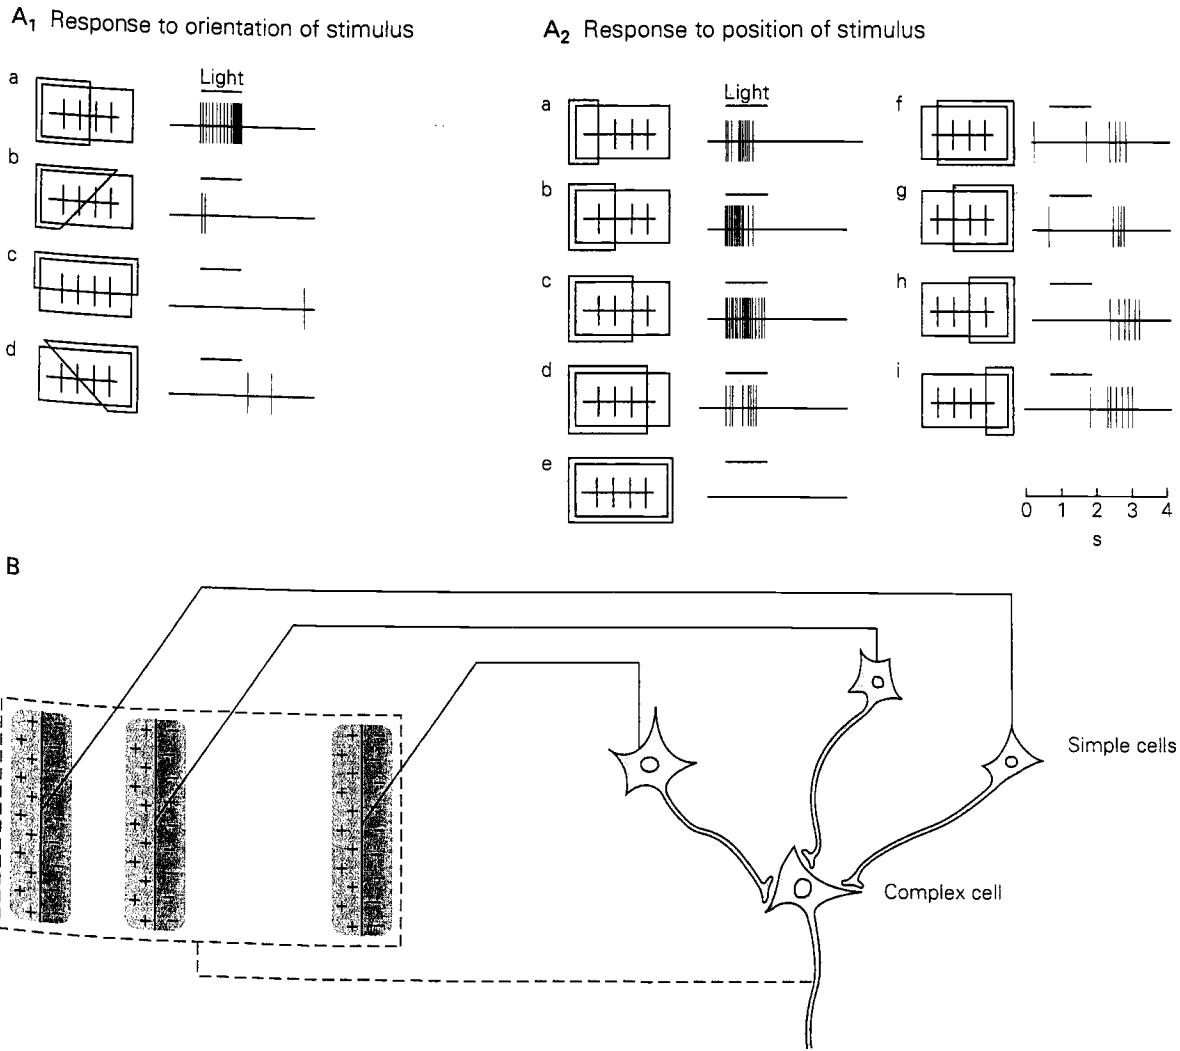 A1 Response to orientation of stimulus
a
Light
b
c
d
A2 Response to position of stimulus
a
Light
b
c
d
e
f
g
h
i
0 1 2 3 4
s
B
Simple cells
Complex cell